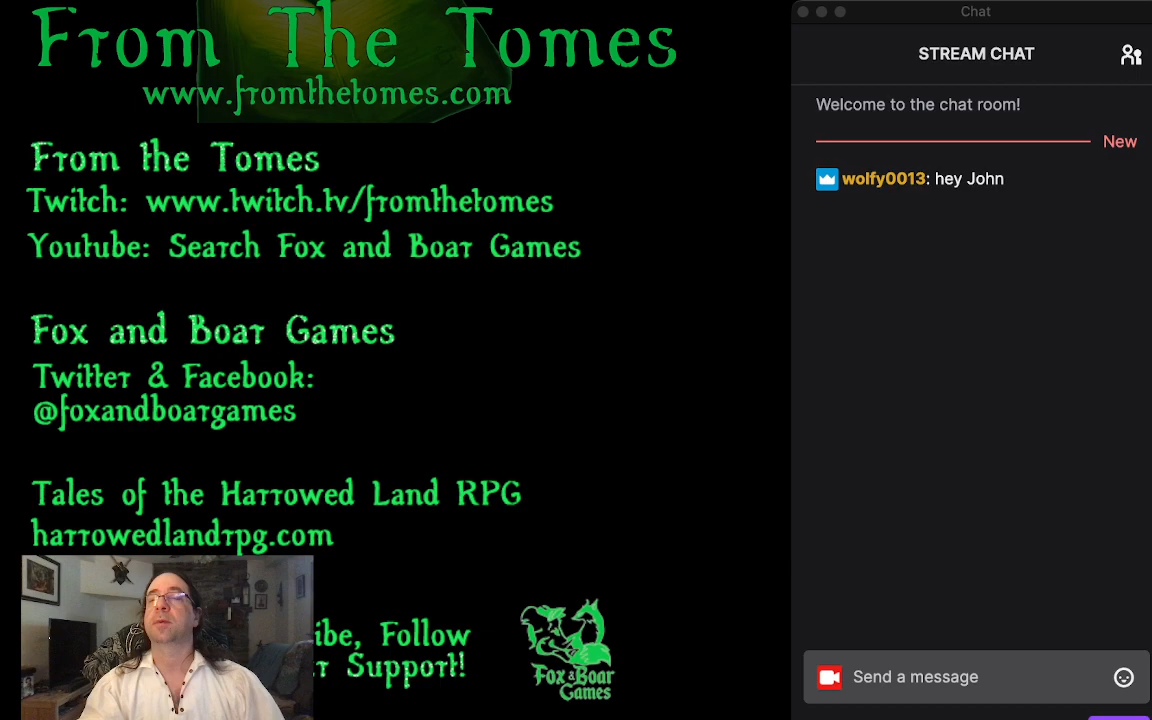 From The Tomes
www.fromthetomes.com
From the Tomes
Twitch: www.twitch.tv/fromthetomes
Youtube: Search Fox and Boar Games
Fox and Boar Games
Twitter & Facebook:
@foxandboargames
Tales of the Harrowed Land RPG
harrowedlandrpg.com
ibe, Follow
r Support!
Fox & Boar
Games
Chat
STREAM CHAT
Welcome to the chat room!
New
wolfy0013: hey John
Send a message